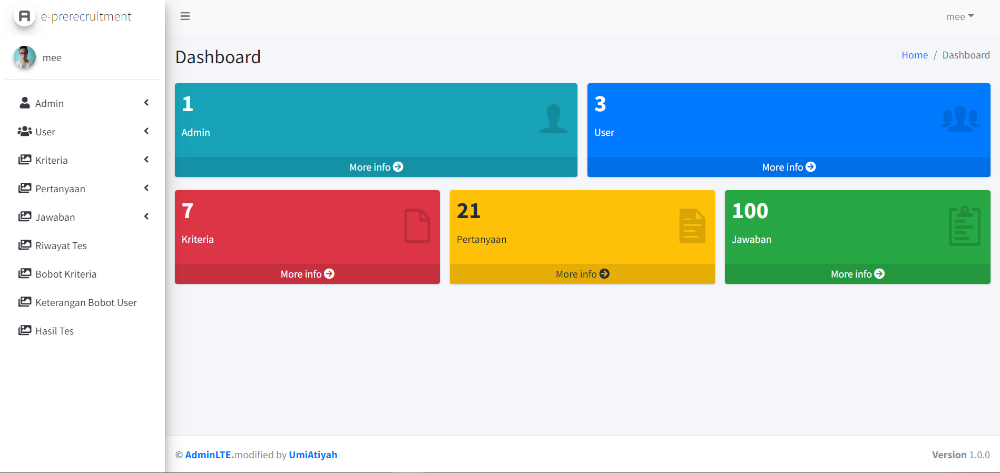 e-prerecruitment
mee
mee
Admin
User
Kriteria
Pertanyaan
Jawaban
Riwayat Tes
Bobot Kriteria
Keterangan Bobot User
Hasil Tes
Dashboard
Home / Dashboard
1
Admin
More info
3
User
More info
7
Kriteria
More info
21
Pertanyaan
More info
100
Jawaban
More info
© AdminLTE.modified by UmiAtiyah
Version 1.0.0